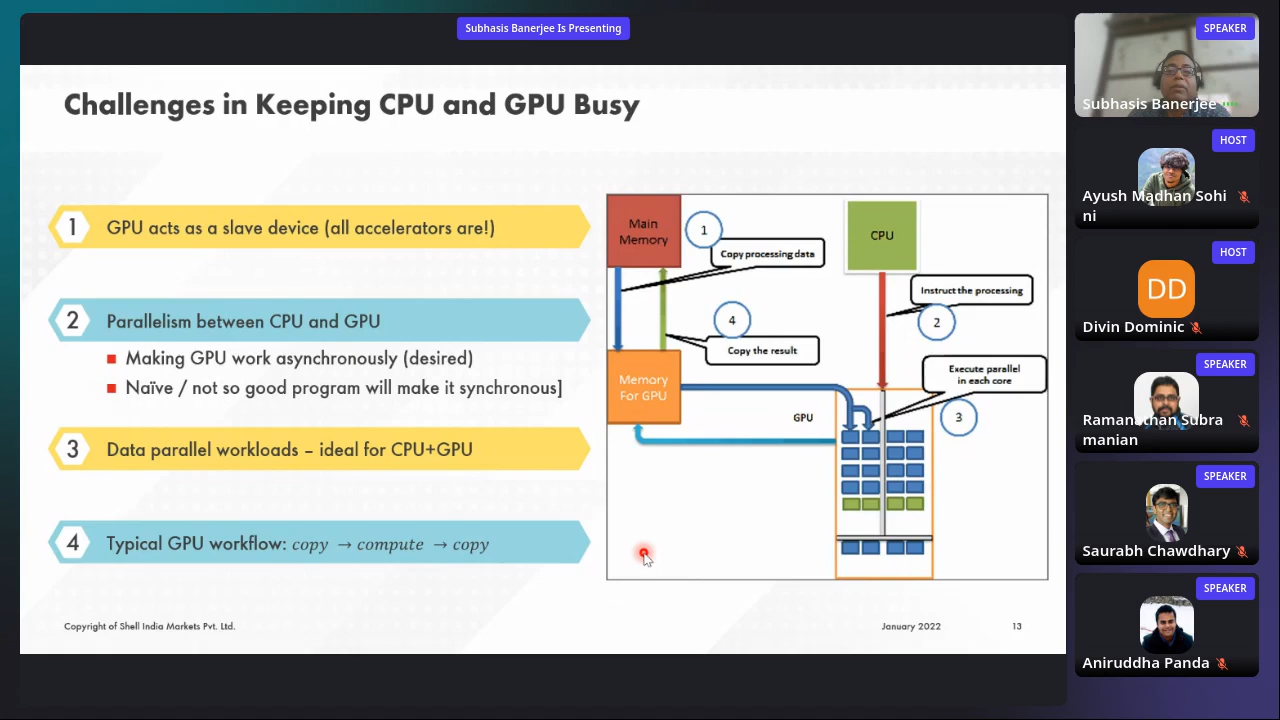 Subhasis Banerjee Is Presenting
Challenges in Keeping CPU and GPU Busy
1
GPU acts as a slave device (all accelerators are!)
2
Parallelism between CPU and GPU
Making GPU work asynchronously (desired)
Naïve / not so good program will make it synchronous]
3
Data parallel workloads – ideal for CPU+GPU
4
Typical GPU workflow: copy → compute → copy
Main
Memory
1
Copy processing data
CPU
Instruct the processing
2
4
Copy the result
Memory
For GPU
Execute parallel
in each core
3
GPU
Copyright of Shell India Markets Pvt. Ltd.
January 2022
13
SPEAKER
Subhasis Banerjee
HOST
Ayush Madhan Sohi
ni
HOST
DD
Divin Dominic
SPEAKER
Ramanathan Subra
manian
SPEAKER
Saurabh Chawdhary
SPEAKER
Aniruddha Panda